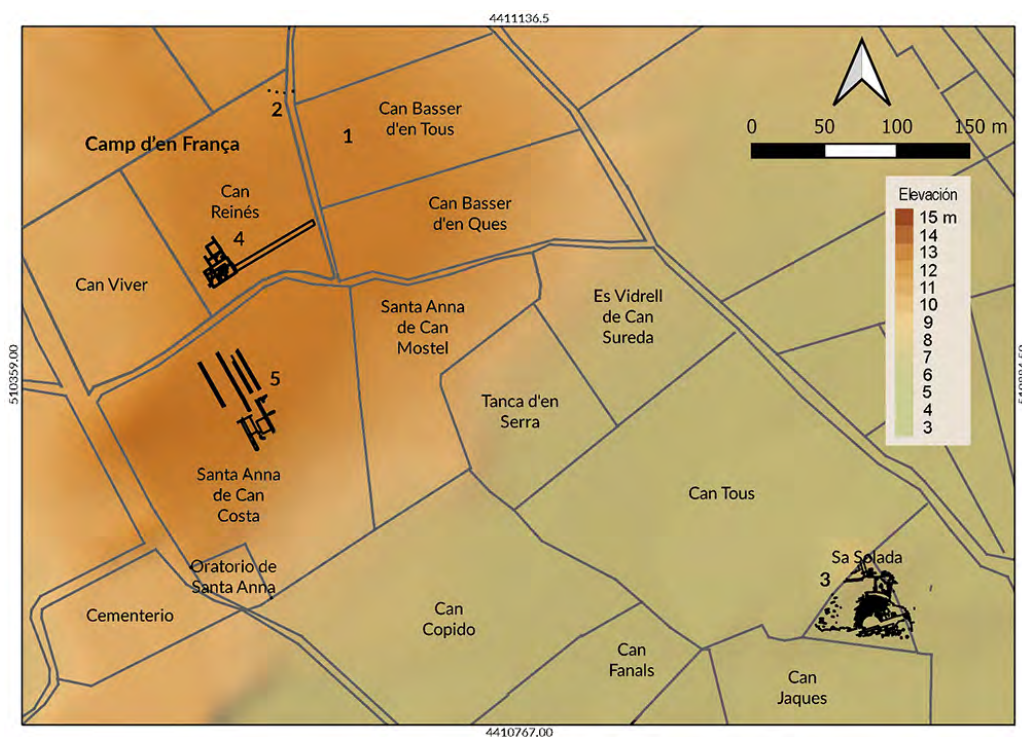 4411136.5
2
Can Basser
d'en Tous
1
Camp d'en França
0 50 100 150 m
Elevación
15 m
14
13
12
11
10
9
8
7
6
5
4
3
Can
Reinés
4
Can Basser
d'en Ques
Can Viver
Santa Anna
de Can
Mostel
Es Vidrell
de Can
Sureda
510359.00
5
Tanca d'en
Serra
Santa Anna
de Can
Costa
Can Tous
Oratorio de
Santa Anna
Sa Solada
3
Cementerio
Can
Copido
Can
Fanals
Can
Jaques
4410767.00